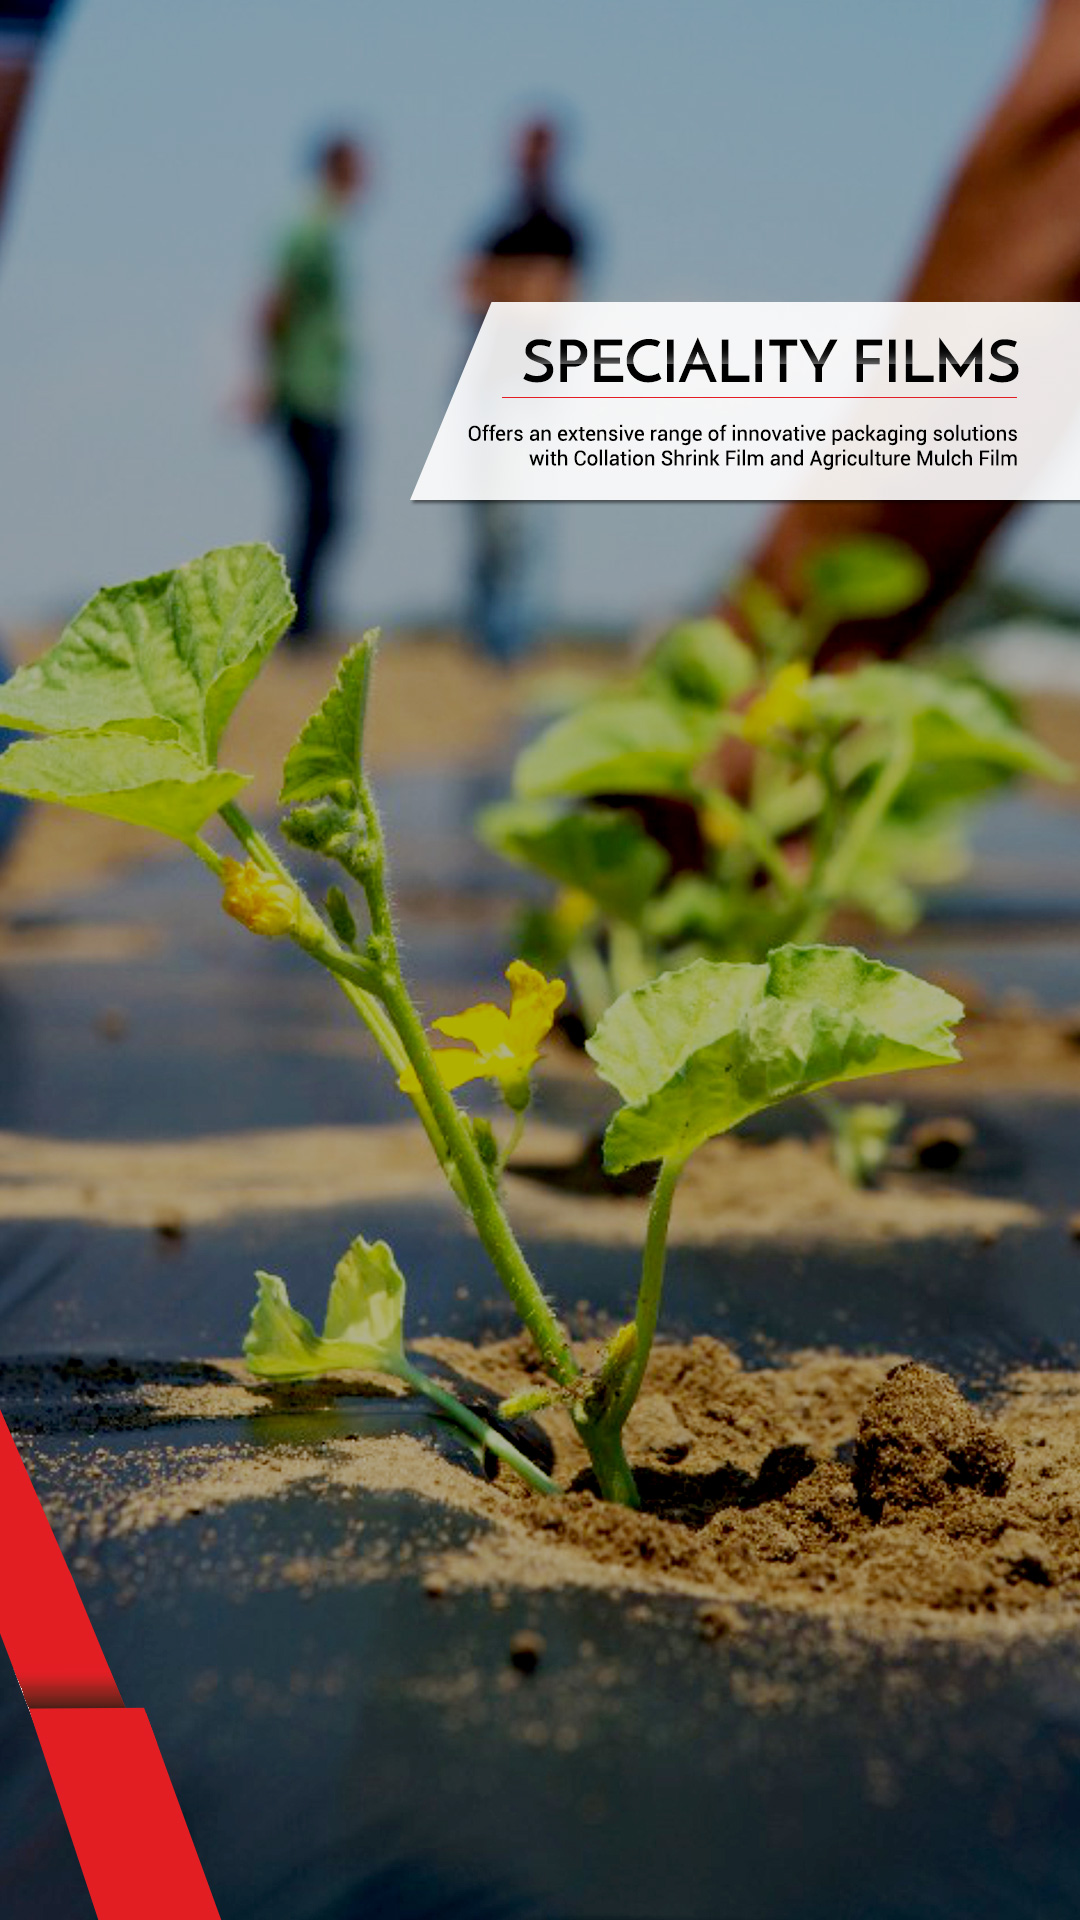 SPECIALITY FILMS
Offers an extensive range of innovative packaging solutions
with Collation Shrink Film and Agriculture Mulch Film